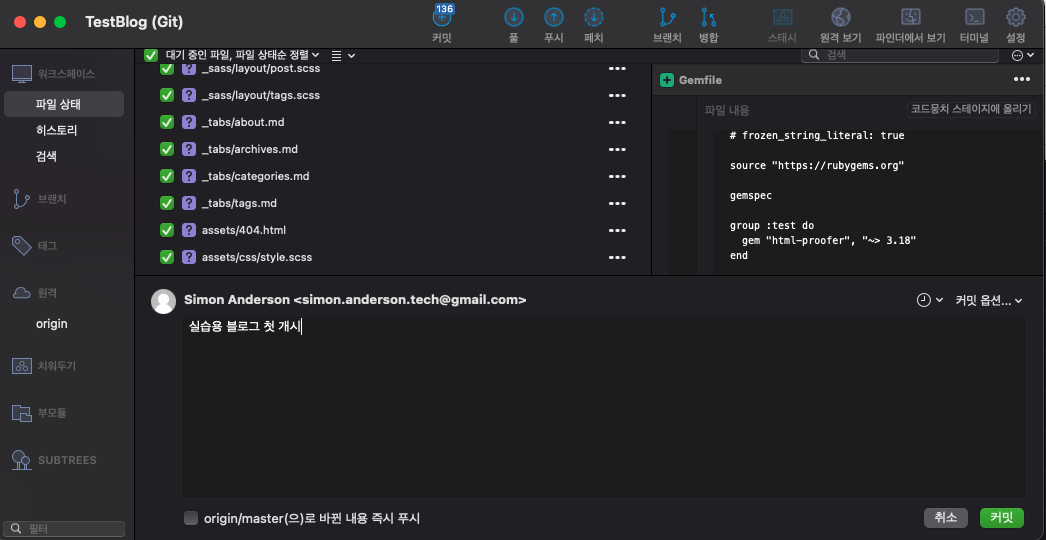 TestBlog (Git)
136
커밋
풀
푸시
페치
브랜치
병합
스태시
원격 보기
파인더에서 보기
터미널
설정
워크스페이스
파일 상태
히스토리
검색
브랜치
태그
원격
origin
치워두기
부모듈
SUBTREES
필터
대기 중인 파일, 파일 상태순 정렬
검색
_sass/layout/post.scss
_sass/layout/tags.scss
_tabs/about.md
_tabs/archives.md
_tabs/categories.md
_tabs/tags.md
assets/404.html
assets/css/style.scss
Gemfile
파일 내용
코드뭉치 스테이지에 올리기
# frozen_string_literal: true
source "https://rubygems.org"
gemspec
group :test do
  gem "html-proofer", "~> 3.18"
end
Simon Anderson <simon.anderson.tech@gmail.com>
커밋 옵션...
실습용 블로그 첫 개시
origin/master(으)로 바뀐 내용 즉시 푸시
취소
커밋